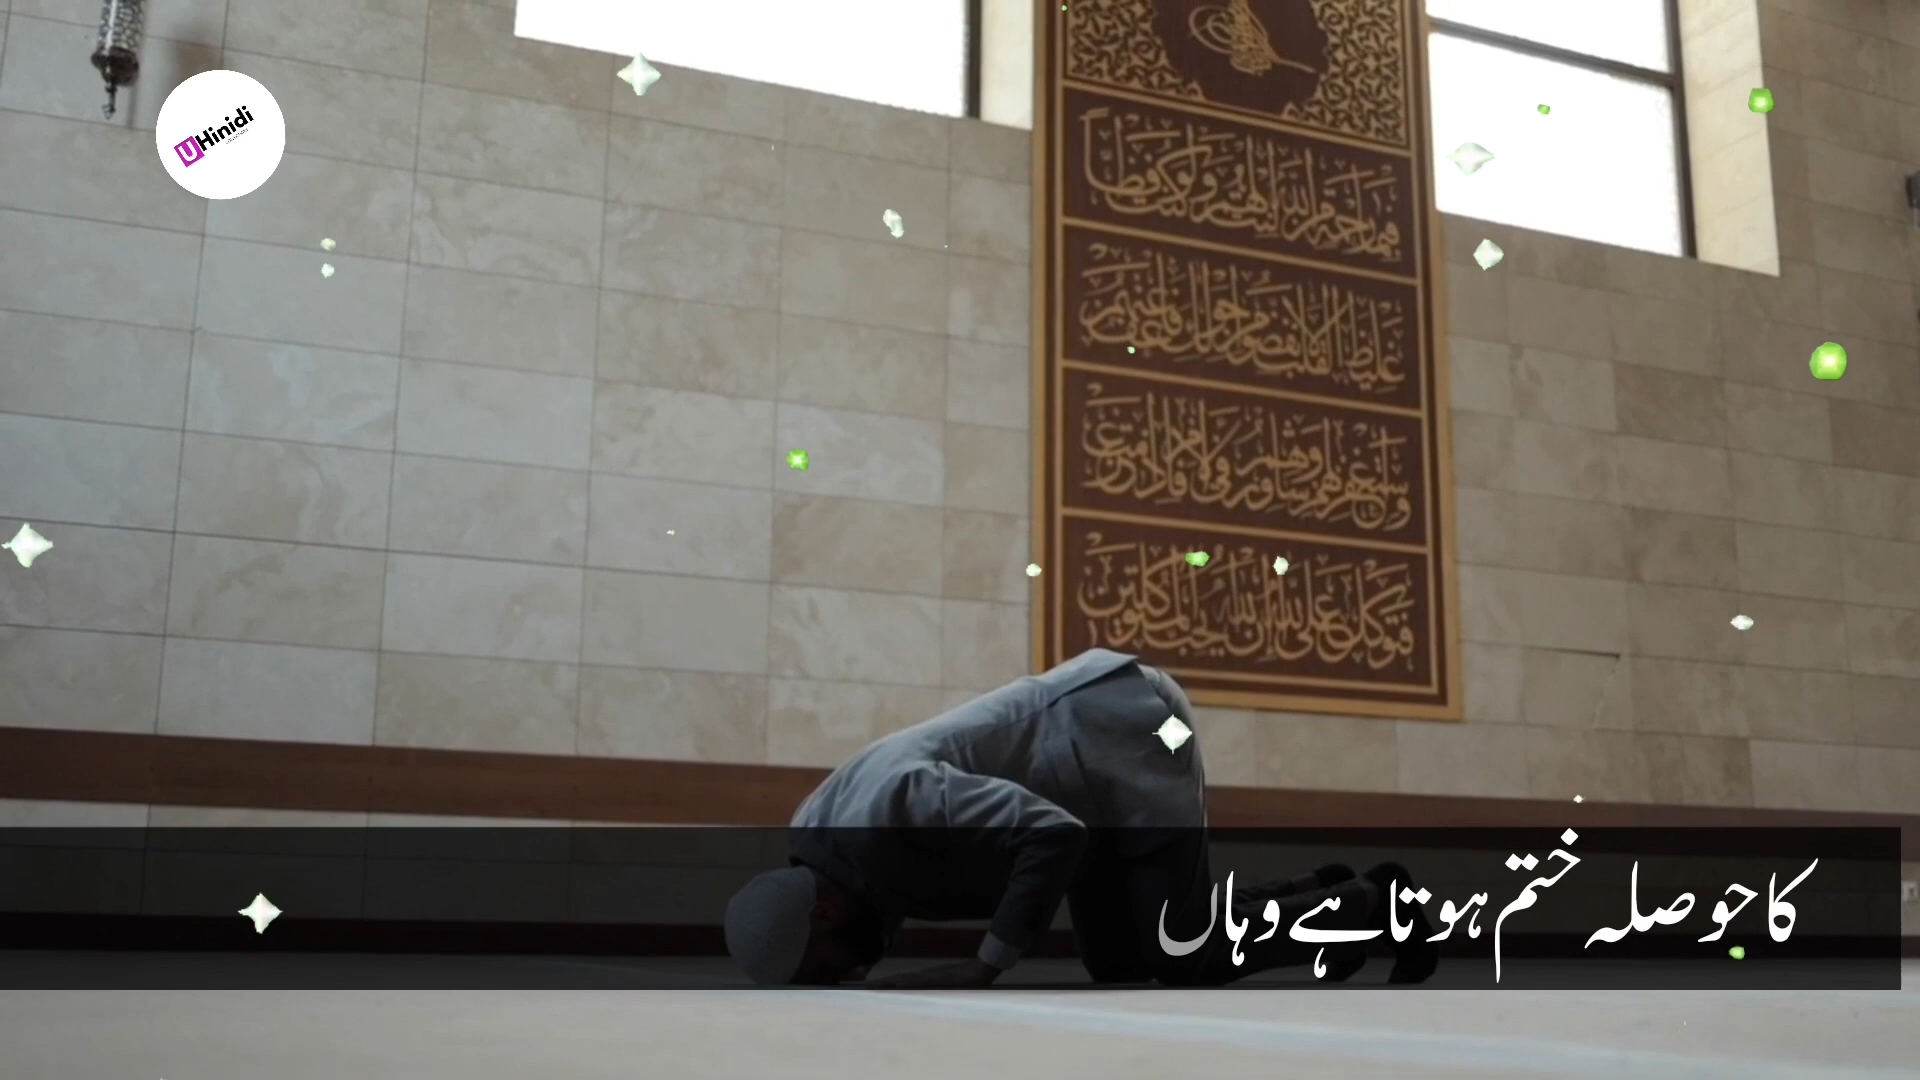 UHinidi
فبما رحمة من الله لنت لهم ولو كنت فظا
غليظ القلب لانفضوا من حولك فاعف عنهم
واستغفر لهم وشاورهم في الأمر فإذا عزمت
فتوكل على الله إن الله يحب المتوكلين
کا حوصلہ ختم ہوتا ہے وہاں